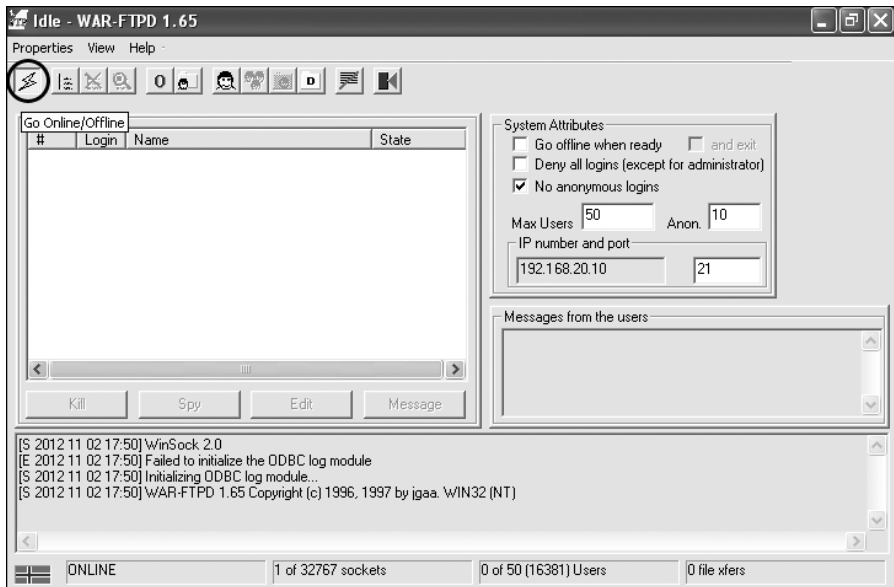 Idle - WAR-FTPD 1.65
Properties View Help
O D
Go Online/Offline
# Login Name State
Kill Spy Edit Message
System Attributes
Go offline when ready and exit
Deny all logins (except for administrator)
No anonymous logins
Max Users 50 Anon. 10
IP number and port
192.168.20.10 21
Messages from the users
[S 2012 11 02 17:50] WinSock 2.0
[E 2012 11 02 17:50] Failed to initialize the ODBC log module
[S 2012 11 02 17:50] Initializing ODBC log module...
[S 2012 11 02 17:50] WAR-FTPD 1.65 Copyright (c) 1996, 1997 by jgaa. WIN32 (NT)
ONLINE 1 of 32767 sockets 0 of 50 (16381) Users 0 file xfers